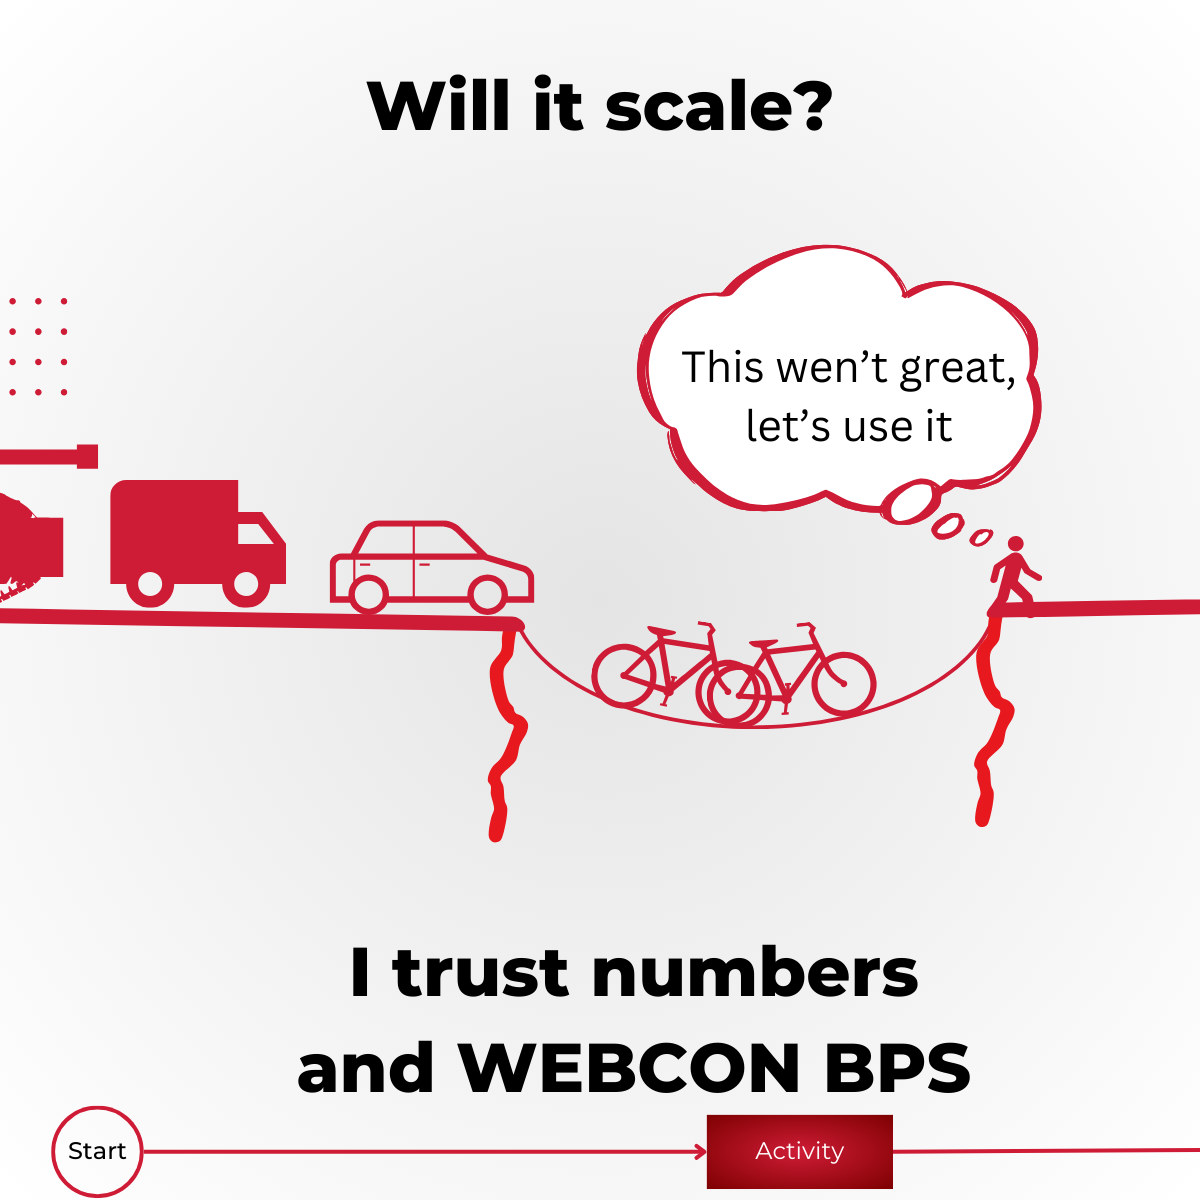 Will it scale?
This wen’t great,
let’s use it
I trust numbers
and WEBCON BPS
Start
Activity